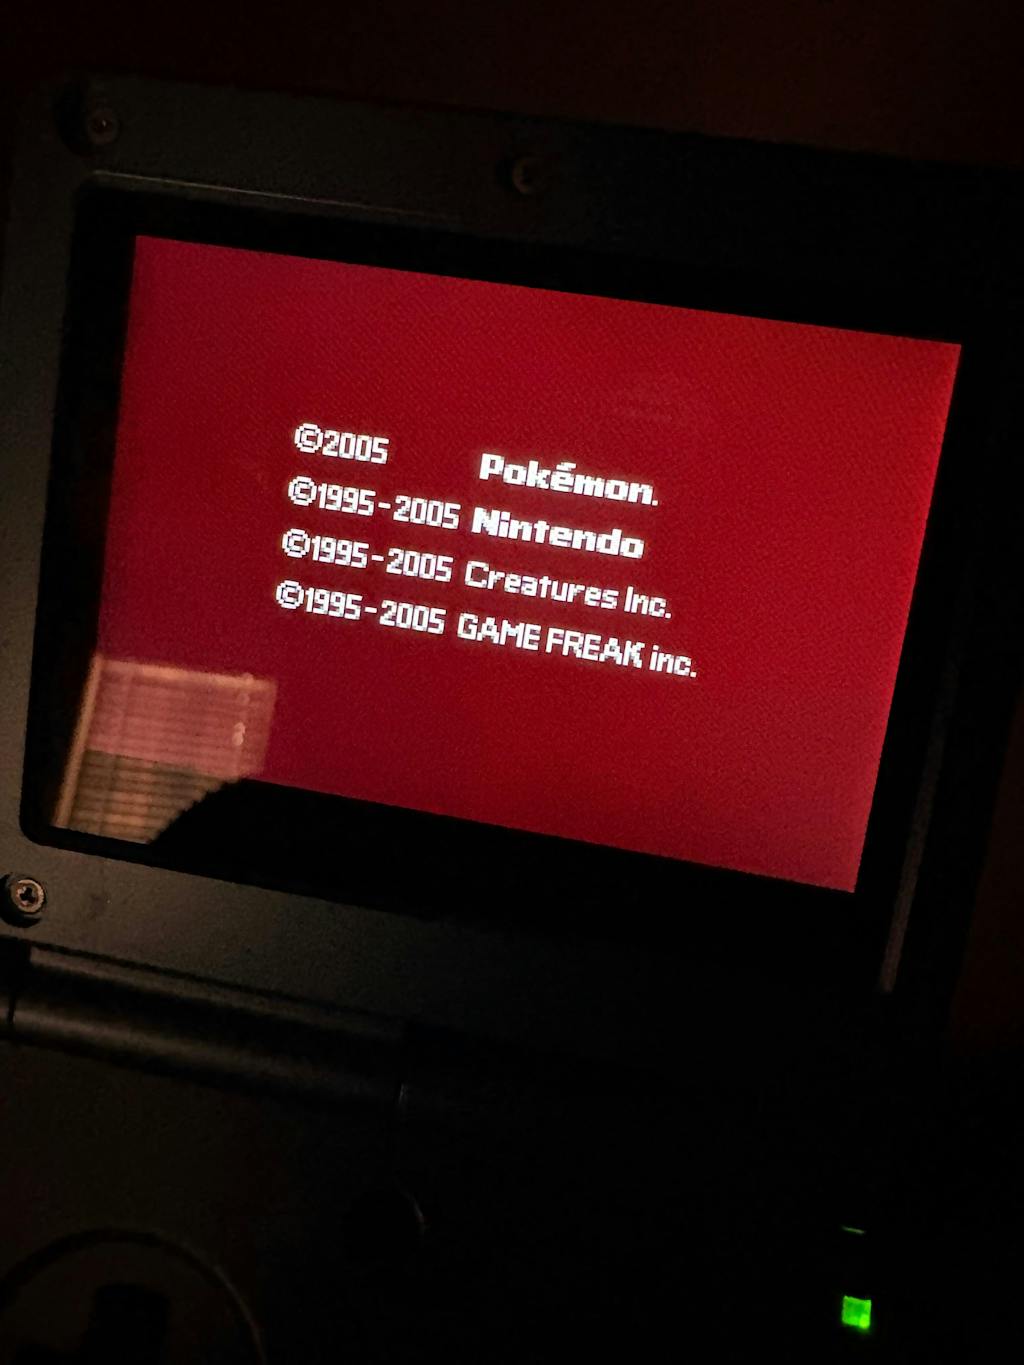 ©2005 Pokémon.
©1995-2005 Nintendo
©1995-2005 Creatures Inc.
©1995-2005 GAME FREAK inc.